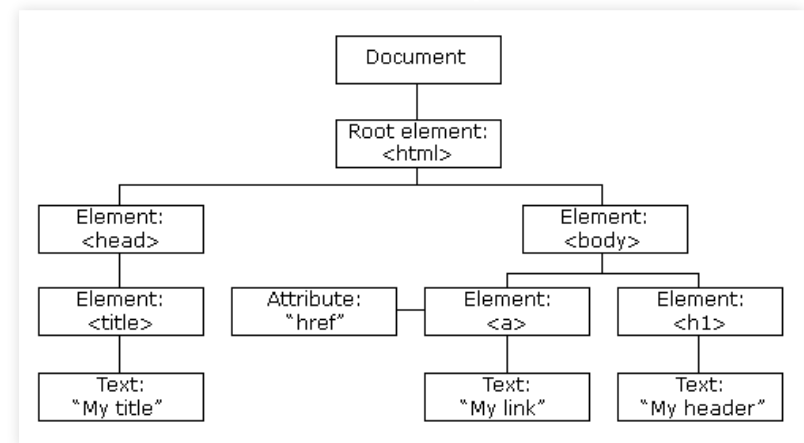 Document
Root element:
<html>
Element:
<head>
Element:
<body>
Element:
<title>
Attribute:
“href”
Element:
<a>
Element:
<h1>
Text:
“My title”
Text:
“My link”
Text:
“My header”